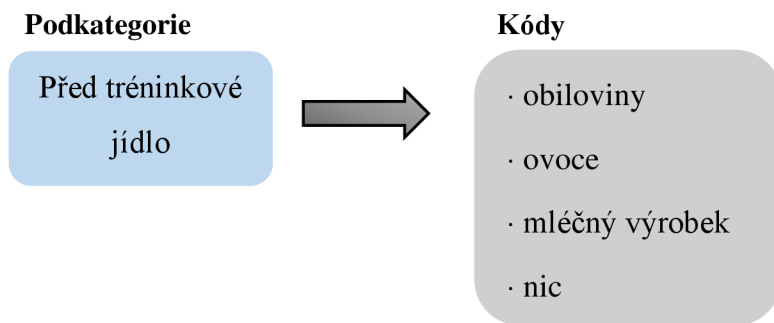 Podkategorie
Před tréninkové
jídlo
Kódy
· obiloviny
· ovoce
· mléčný výrobek
· nic